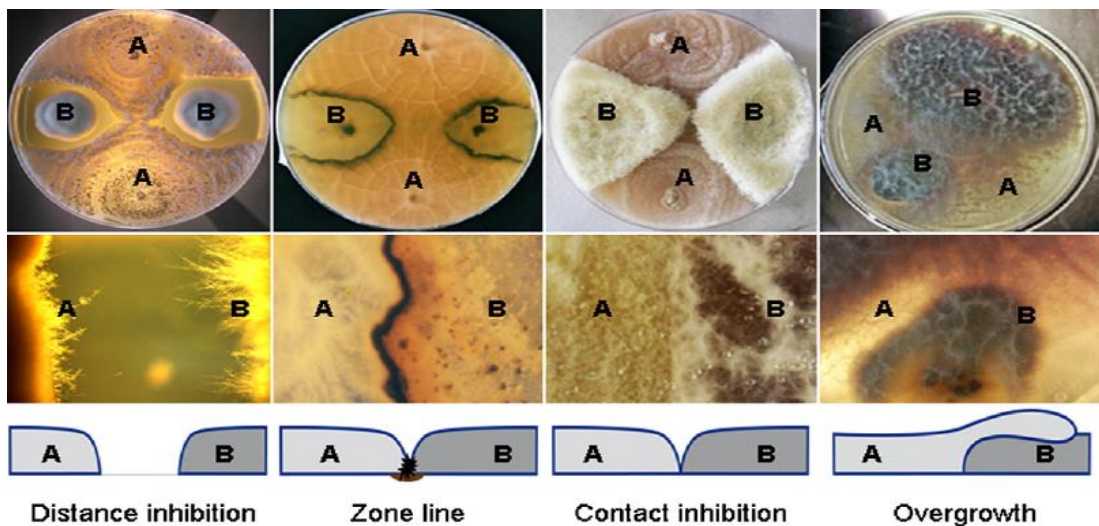 A A A
B B B B B B B
A
B
A A A A
A B A B A B A B
A B A B A B A B
Distance inhibition Zone line Contact inhibition Overgrowth